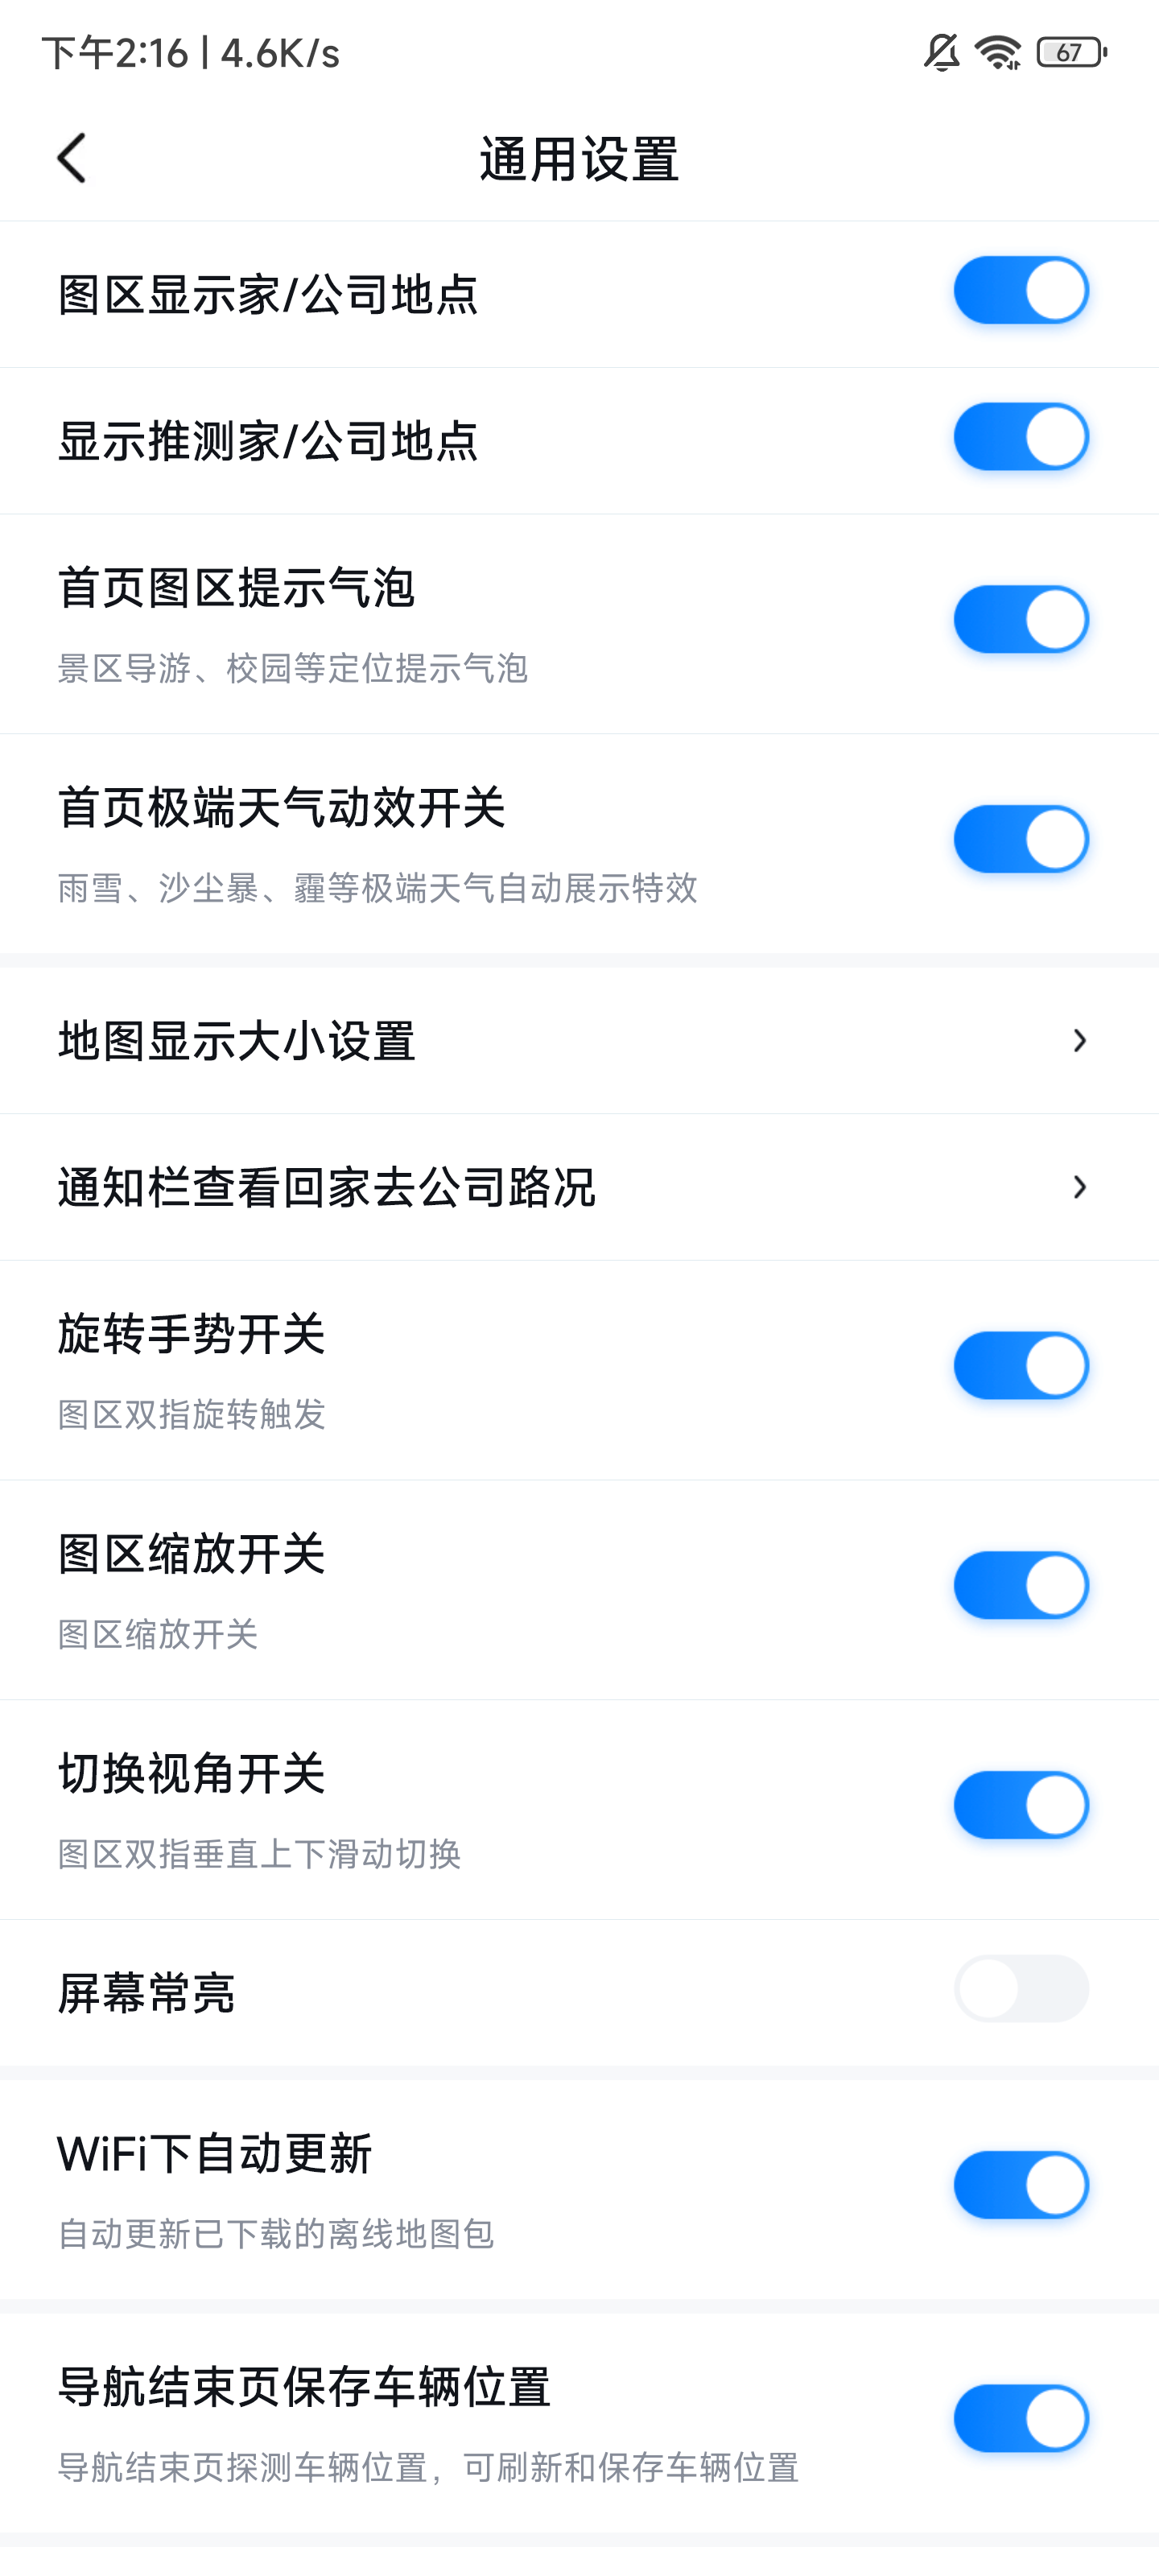 下午2:16 | 4.6K/s
67
通用设置
图区显示家/公司地点
显示推测家/公司地点
首页图区提示气泡
景区导游、校园等定位提示气泡
首页极端天气动效开关
雨雪、沙尘暴、霾等极端天气自动展示特效
地图显示大小设置
通知栏查看回家去公司路况
旋转手势开关
图区双指旋转触发
图区缩放开关
图区缩放开关
切换视角开关
图区双指垂直上下滑动切换
屏幕常亮
WiFi下自动更新
自动更新已下载的离线地图包
导航结束页保存车辆位置
导航结束页探测车辆位置，可刷新和保存车辆位置